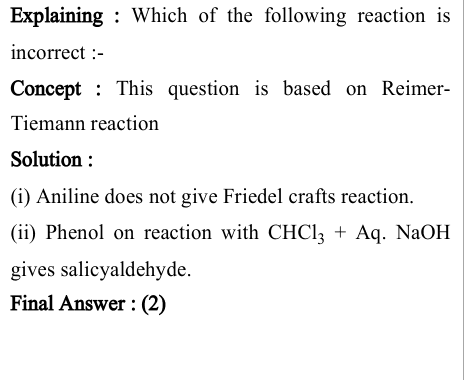 Explaining : Which of the following reaction is
incorrect :-
Concept : This question is based on Reimer-
Tiemann reaction
Solution :
(i) Aniline does not give Friedel crafts reaction.
(ii) Phenol on reaction with CHCl₃ + Aq. NaOH
gives salicyaldehyde.
Final Answer : (2)